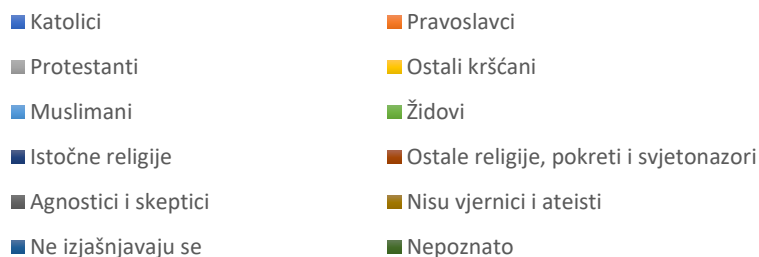 Katolici
Pravoslavci
Protestanti
Ostali kršćani
Muslimani
Židovi
Istočne religije
Ostale religije, pokreti i svjetonazori
Agnostici i skeptici
Nisu vjernici i ateisti
Ne izjašnjavaju se
Nepoznato